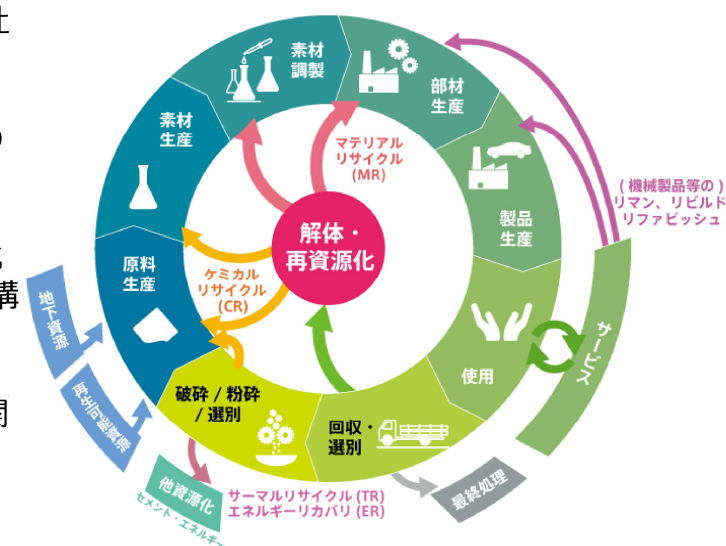 素材
調製
部材
生産
素材
生産
マテリアル
リサイクル
(MR)
(機械製品等の)
リマン、リビルド
リファビッシュ
製品
生産
解体・
再資源化
原料
生産
ケミカル
リサイクル
(CR)
地下資源
再生可能資源
使用
サービス
破砕 / 粉砕
/ 選別
回収・
選別
他資源化
セメント・エネルギー
サーマルリサイクル (TR)
エネルギーリカバリ (ER)
最終処理
構